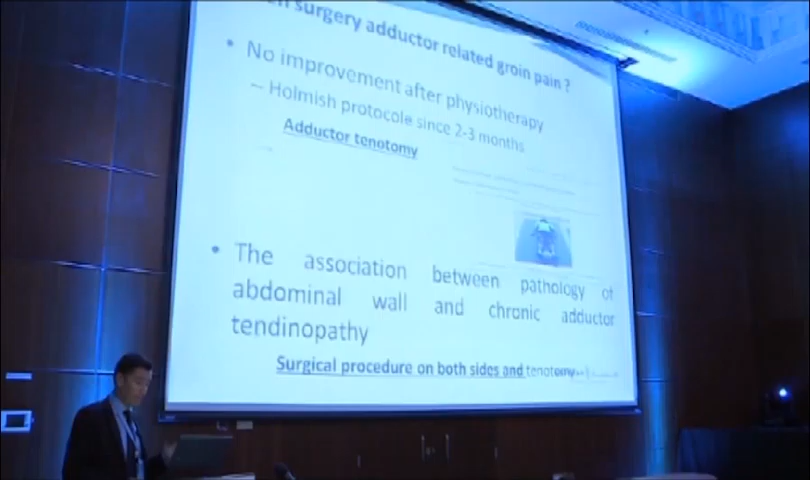 surgery adductor related groin pain ?
• No improvement after physiotherapy
– Holmish protocole since 2-3 months
Adductor tenotomy
• The association between pathology of
abdominal wall and chronic adductor
tendinopathy
Surgical procedure on both sides and tenotomy